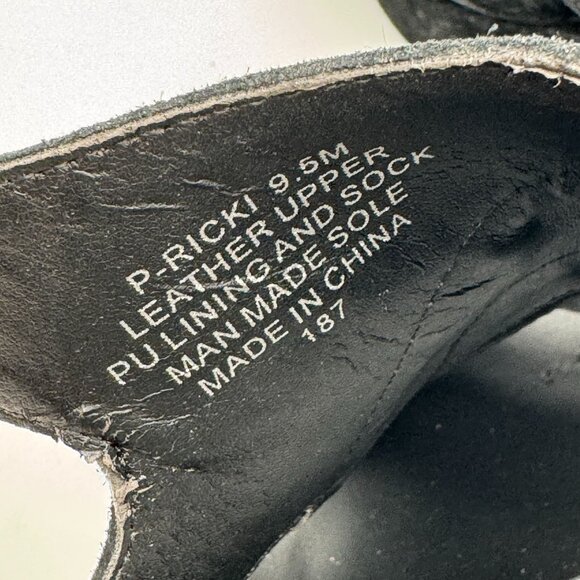 P-RICKI 9.5M
LEATHER UPPER
PU LINING AND SOCK
MAN MADE SOLE
MADE IN CHINA
187